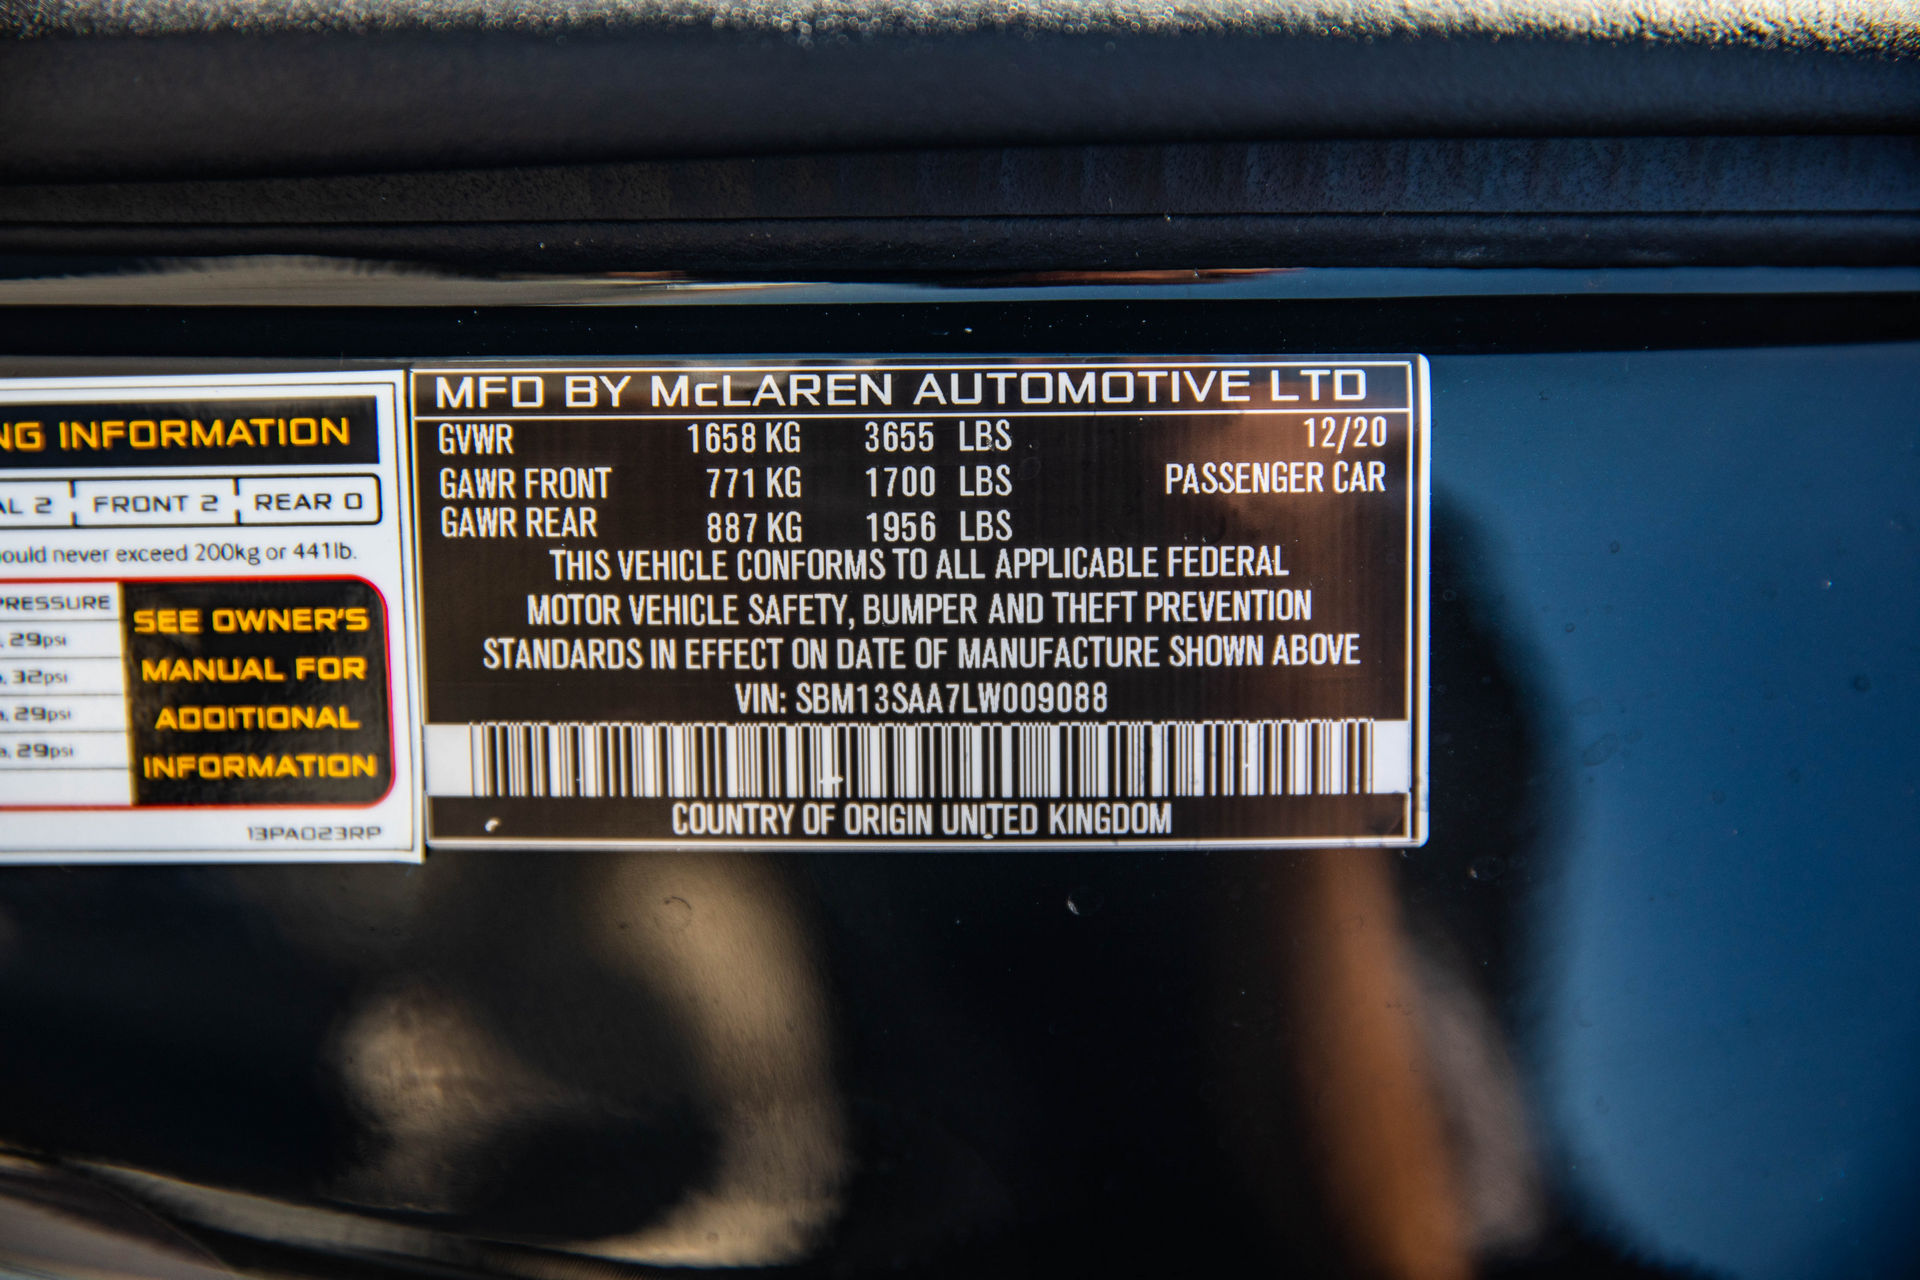 NG INFORMATION
AL 2 FRONT 2 REAR 0
ould never exceed 200kg or 441lb.
PRESSURE
29psi
32psi
29psi
29psi
SEE OWNER'S
MANUAL FOR
ADDITIONAL
INFORMATION
13PA023RP
MFD BY McLAREN AUTOMOTIVE LTD
GVWR 1658 KG 3655 LBS 12/20
GAWR FRONT 771 KG 1700 LBS PASSENGER CAR
GAWR REAR 887 KG 1956 LBS
THIS VEHICLE CONFORMS TO ALL APPLICABLE FEDERAL
MOTOR VEHICLE SAFETY, BUMPER AND THEFT PREVENTION
STANDARDS IN EFFECT ON DATE OF MANUFACTURE SHOWN ABOVE
VIN: SBM13SAA7LW009088
COUNTRY OF ORIGIN UNITED KINGDOM